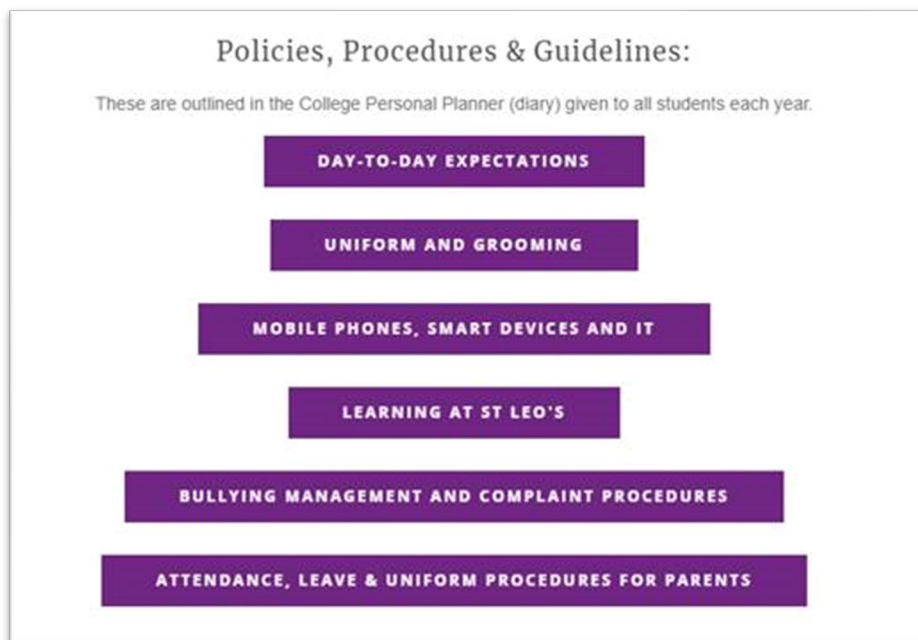 Policies, Procedures & Guidelines:
These are outlined in the College Personal Planner (diary) given to all students each year.
DAY-TO-DAY EXPECTATIONS
UNIFORM AND GROOMING
MOBILE PHONES, SMART DEVICES AND IT
LEARNING AT ST LEO'S
BULLYING MANAGEMENT AND COMPLAINT PROCEDURES
ATTENDANCE, LEAVE & UNIFORM PROCEDURES FOR PARENTS